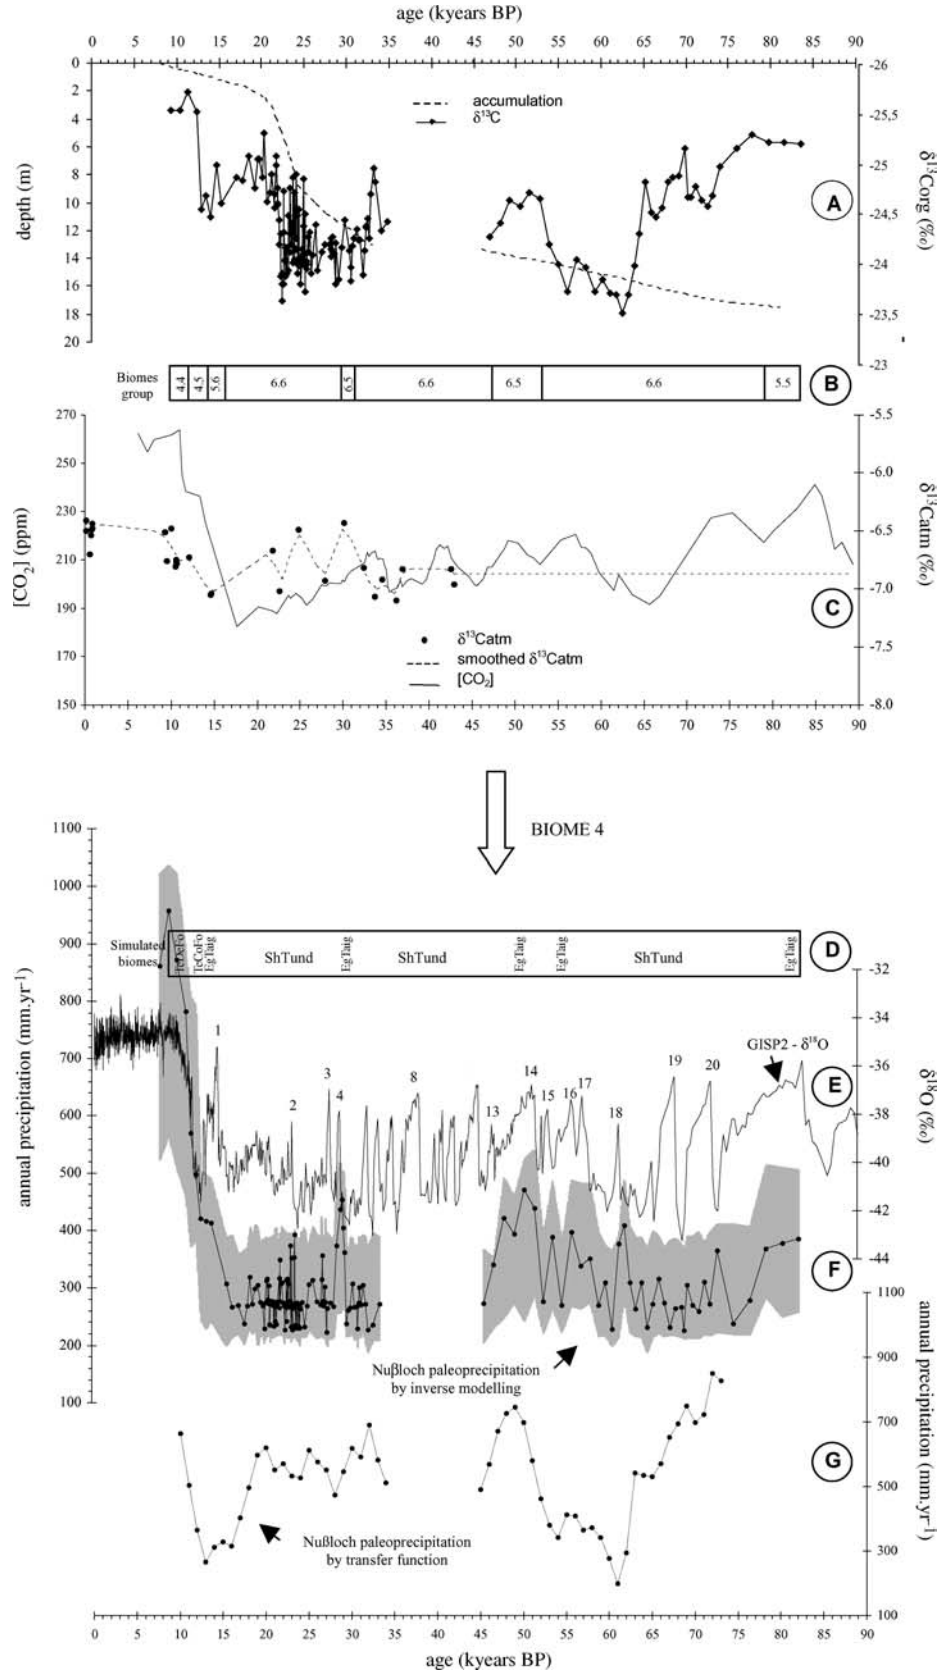 age (kyears BP)
0 5 10 15 20 25 30 35 40 45 50 55 60 65 70 75 80 85 90
0
2
4
6
8
10
12
14
16
18
20
depth (m)
accumulation
δ¹³C
A
-26
-25
-24,5
-24
-23,5
-23
δ¹³Corg (‰)
Biomes group
4.4 4.5 5.6 6.6 6.5 6.6 6.5 6.6 5.5
B
270
250
230
210
190
170
150
[CO₂] (ppm)
-5.5
-6.0
-6.5
-7.0
-7.5
-8.0
δ¹³Catm (‰)
C
δ¹³Catm
smoothed δ¹³Catm
[CO₂]
0 5 10 15 20 25 30 35 40 45 50 55 60 65 70 75 80 85 90
BIOME 4
1100
1000
900
800
700
600
500
400
300
200
100
annual precipitation (mm.yr⁻¹)
Simulated biomes
TeDeFo TeCoFo EgTaig ShTund EgTaig ShTund EgTaig EgTaig ShTund EgTaig
D
-32
-34
-36
-38
-40
-42
-44
δ¹⁸O (‰)
GISP2 - δ¹⁸O
E
1 2 3 4 8 13 14 15 16 17 18 19 20
F
Nußloch paleoprecipitation
by inverse modelling
1100
900
700
500
300
100
annual precipitation (mm.yr⁻¹)
G
Nußloch paleoprecipitation
by transfer function
0 5 10 15 20 25 30 35 40 45 50 55 60 65 70 75 80 85 90
age (kyears BP)